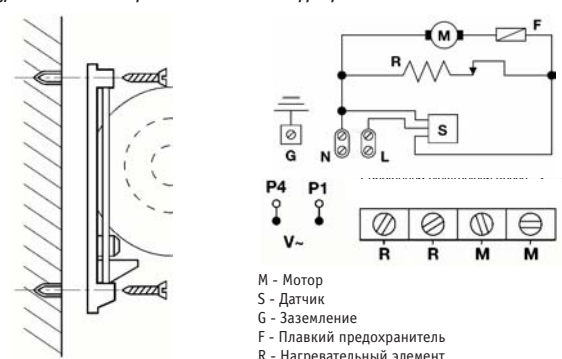 M
F
R
S
G
N
L
P4 P1
V~
R R M M
М - Мотор
S - Датчик
G - Заземление
F - Плавкий предохранитель
R - Нагревательный элемент